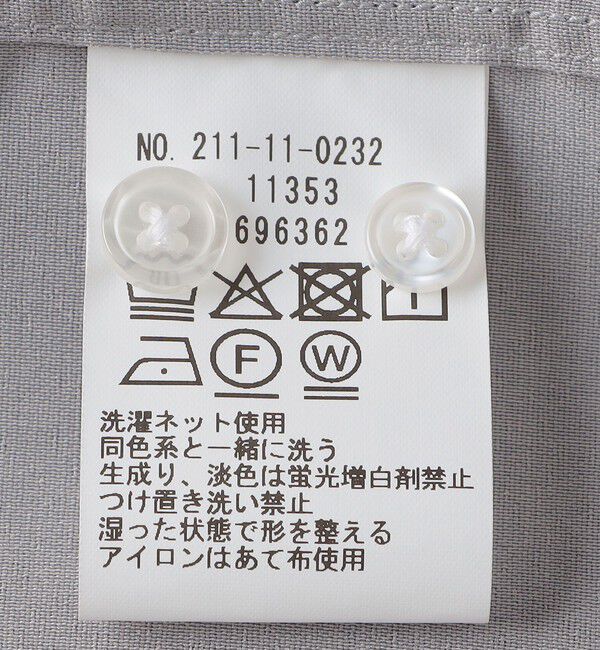 NO. 211-11-0232
11353
696362
F W
洗濯ネット使用
同色系と一緒に洗う
生成り、淡色は蛍光増白剤禁止
つけ置き洗い禁止
湿った状態で形を整える
アイロンはあて布使用